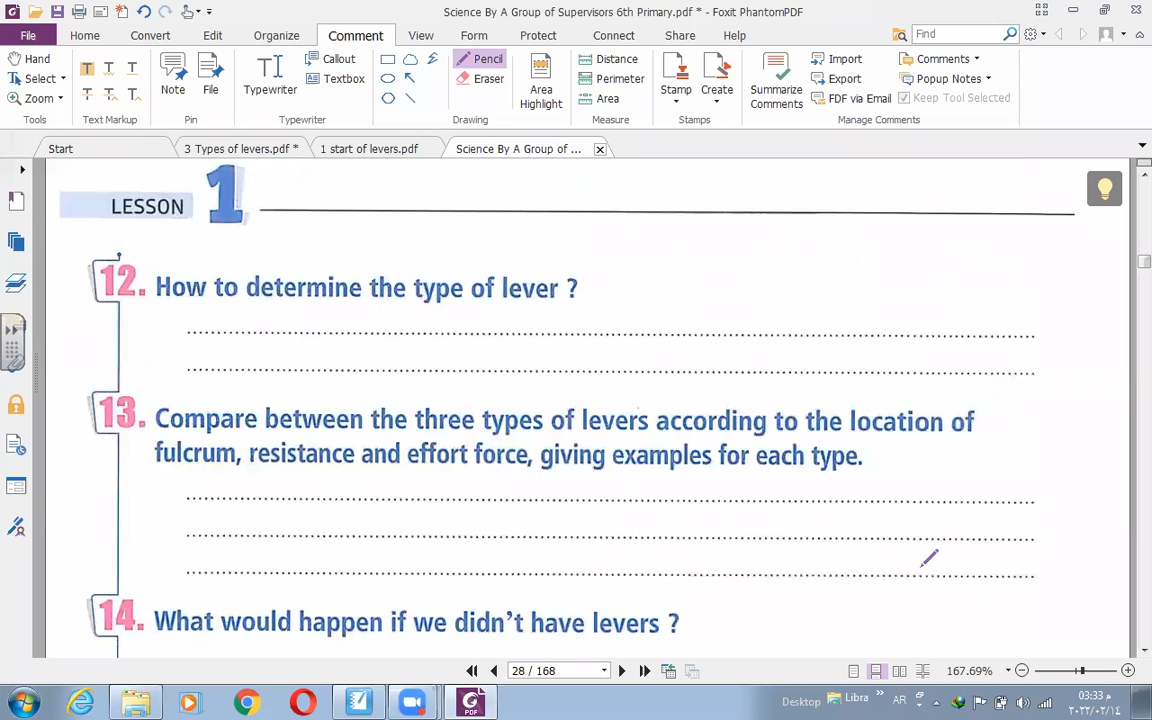 Science By A Group of Supervisors 6th Primary.pdf * - Foxit PhantomPDF
File Home Convert Edit Organize Comment View Form Protect Connect Share Help Find
Hand Select Zoom Tools
T T T T T T Text Markup
Note File Pin
Typewriter Callout Textbox Typewriter
Pencil Eraser Area Highlight Drawing
Distance Perimeter Area Measure
Stamp Create Stamps
Summarize Comments Import Export FDF via Email Comments Popup Notes Keep Tool Selected Manage Comments
Start 3 Types of levers.pdf * 1 start of levers.pdf Science By A Group of ...
LESSON 1
12. How to determine the type of lever ?
13. Compare between the three types of levers according to the location of
fulcrum, resistance and effort force, giving examples for each type.
14. What would happen if we didn't have levers ?
28 / 168 167.69%
PDF Desktop Libra » AR 03:33 م
٢٠٢٢/٠٢/١٤